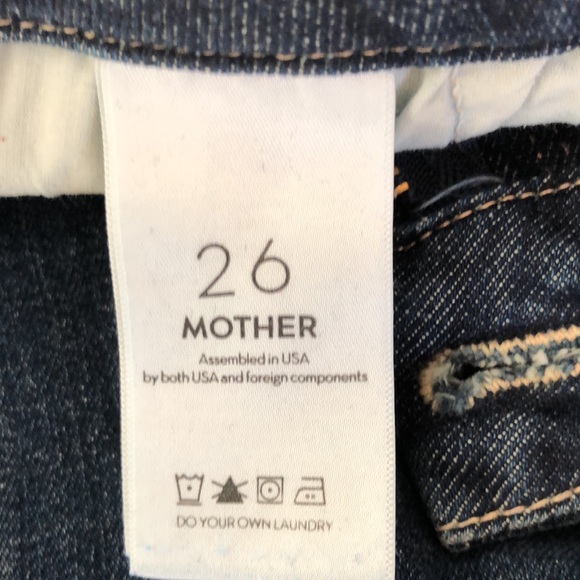 26
MOTHER
Assembled in USA
by both USA and foreign components
DO YOUR OWN LAUNDRY